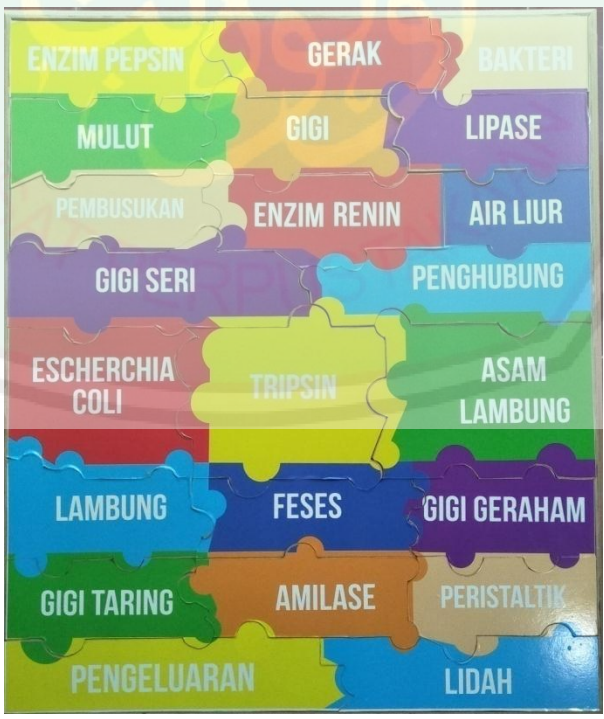 ENZIM PEPSIN GERAK BAKTERI
MULUT GIGI LIPASE
PEMBUSUKAN ENZIM RENIN AIR LIUR
GIGI SERI PENGHUBUNG
ESCHERCHIA
COLI
TRIPSIN
ASAM
LAMBUNG
LAMBUNG FESES GIGI GERAHAM
GIGI TARING AMILASE PERISTALTIK
PENGELUARAN LIDAH